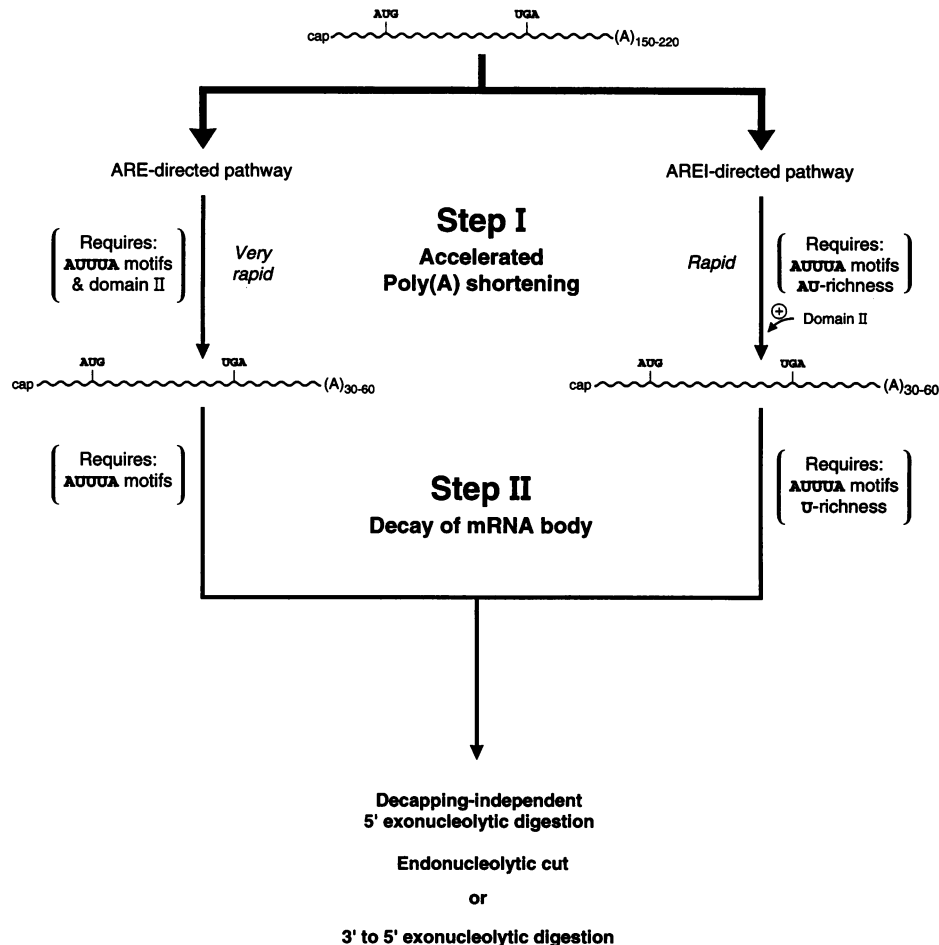 AUG UGA
cap (A)150-220
ARE-directed pathway
AREI-directed pathway
Step I
Accelerated
Poly(A) shortening
Requires:
AUUUA motifs
& domain II
Very
rapid
Rapid
Requires:
AUUUA motifs
AU-richness
+
Domain II
AUG UGA
cap (A)30-60
AUG UGA
cap (A)30-60
Requires:
AUUUA motifs
Step II
Decay of mRNA body
Requires:
AUUUA motifs
U-richness
Decapping-independent
5' exonucleolytic digestion
Endonucleolytic cut
or
3' to 5' exonucleolytic digestion